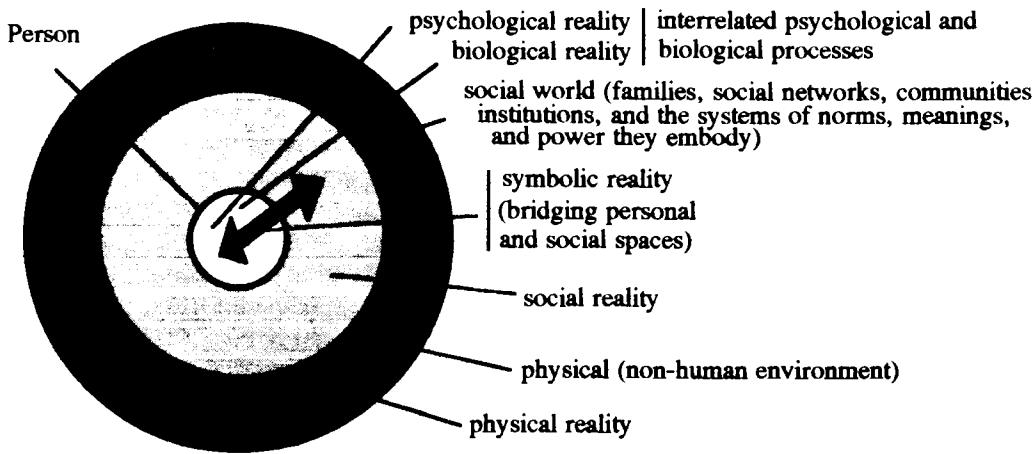 Person
psychological reality
biological reality
interrelated psychological and
biological processes
social world (families, social networks, communities
institutions, and the systems of norms, meanings,
and power they embody)
symbolic reality
(bridging personal
and social spaces)
social reality
physical (non-human environment)
physical reality